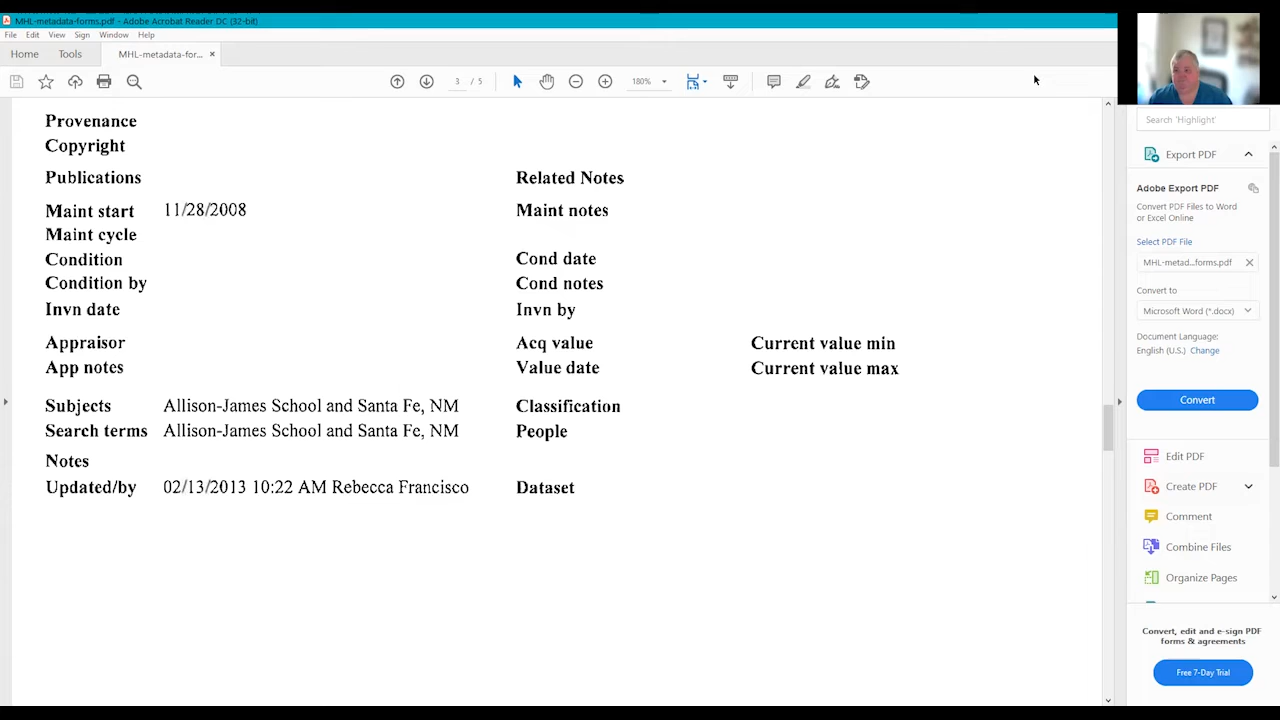 MHL-metadata-forms.pdf - Adobe Acrobat Reader DC (32-bit)
File Edit View Sign Window Help
Home Tools MHL-metadata-for... ×
3 / 5 180%
Search 'Highlight'
Provenance
Copyright
Publications Related Notes
Maint start 11/28/2008 Maint notes
Maint cycle
Condition Cond date
Condition by Cond notes
Invn date Invn by
Appraisor Acq value Current value min
App notes Value date Current value max
Subjects Allison-James School and Santa Fe, NM Classification
Search terms Allison-James School and Santa Fe, NM People
Notes
Updated/by 02/13/2013 10:22 AM Rebecca Francisco Dataset
Export PDF
Adobe Export PDF
Convert PDF Files to Word
or Excel Online
Select PDF File
MHL-metad...forms.pdf
Convert to
Microsoft Word (*.docx)
Document Language:
English (U.S.) Change
Convert
Edit PDF
Create PDF
Comment
Combine Files
Organize Pages
Convert, edit and e-sign PDF
forms & agreements
Free 7-Day Trial